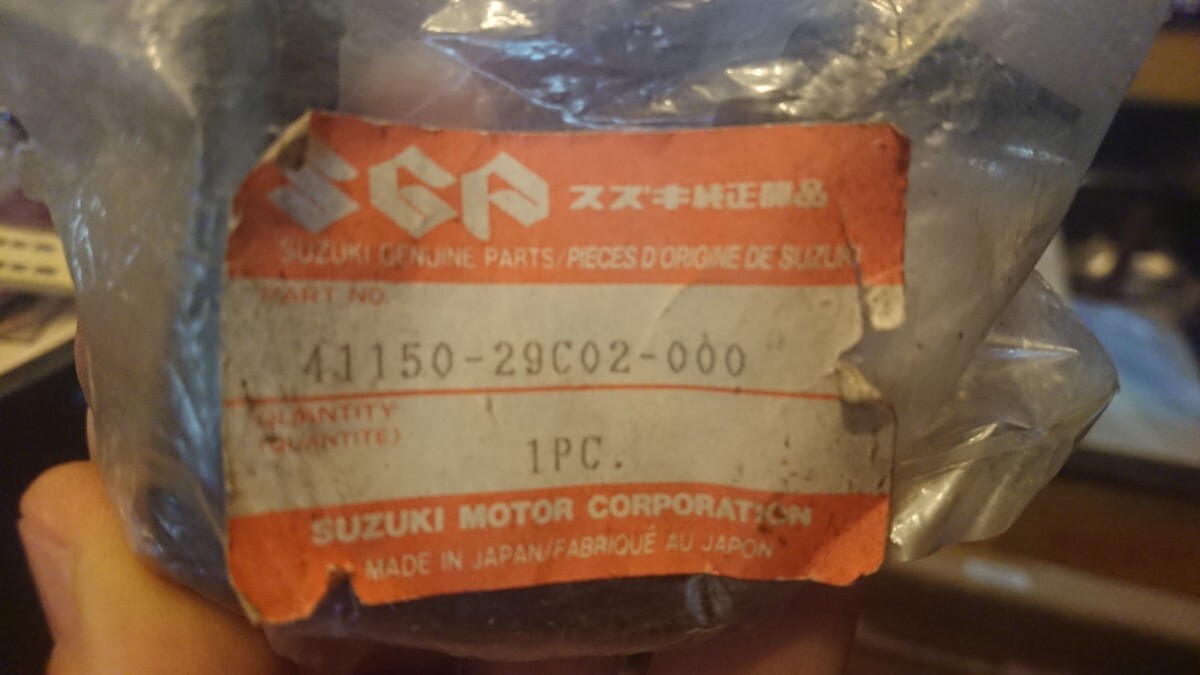 SGP スズキ純正部品
SUZUKI GENUINE PARTS/PIECES D'ORIGINE DE SUZUKI
PART NO.
41150-29C02-000
QUANTITY
(QUANTITE)
1PC.
SUZUKI MOTOR CORPORATION
MADE IN JAPAN/FABRIQUÉ AU JAPON